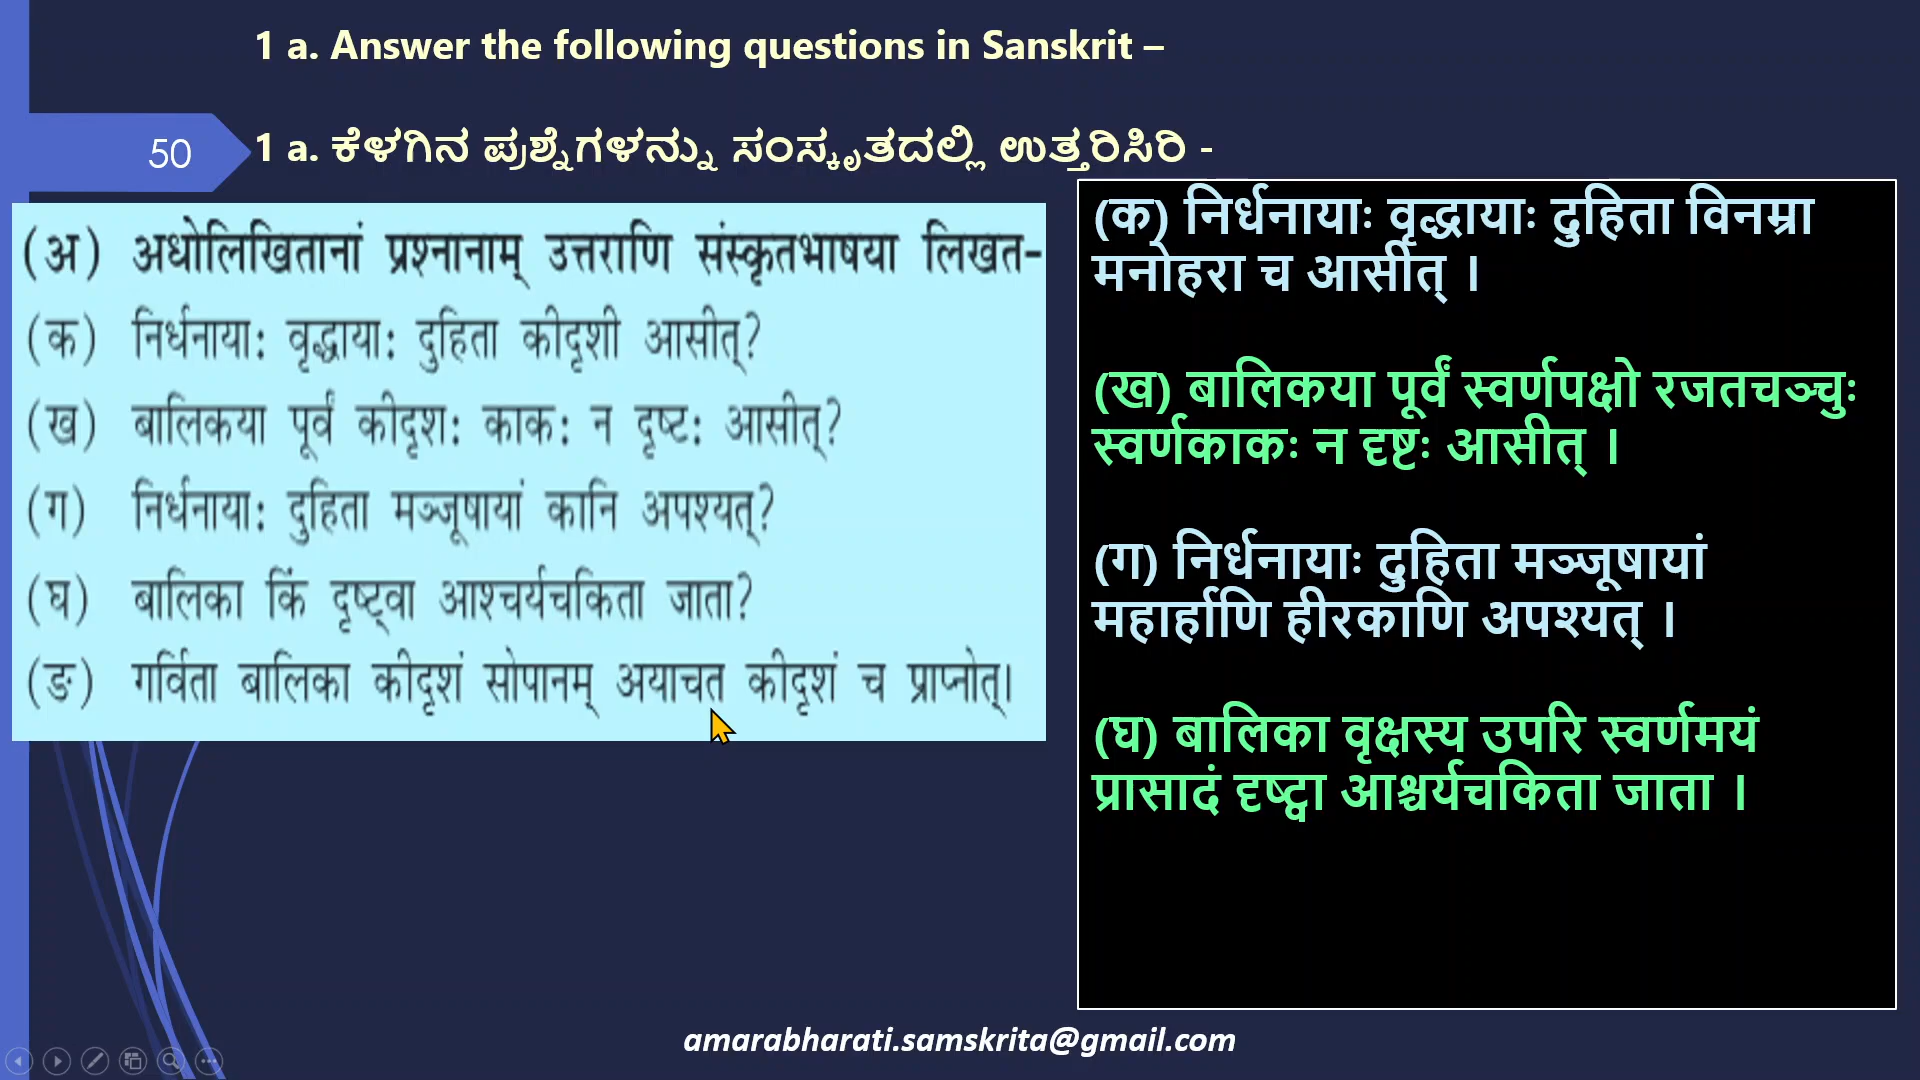 1 a. Answer the following questions in Sanskrit –
50
1 a. ಕೆಳಗಿನ ಪ್ರಶ್ನೆಗಳನ್ನು ಸಂಸ್ಕೃತದಲ್ಲಿ ಉತ್ತರಿಸಿರಿ -
(अ) अधोलिखितानां प्रश्नानाम् उत्तराणि संस्कृतभाषया लिखत-
(क) निर्धनायाः वृद्धायाः दुहिता कीदृशी आसीत्?
(ख) बालिकया पूर्वं कीदृशः काकः न दृष्टः आसीत्?
(ग) निर्धनायाः दुहिता मञ्जूषायां कानि अपश्यत्?
(घ) बालिका किं दृष्ट्वा आश्चर्यचकिता जाता?
(ङ) गर्विता बालिका कीदृशं सोपानम् अयाचत कीदृशं च प्राप्नोत्।
(क) निर्धनायाः वृद्धायाः दुहिता विनम्रा
मनोहरा च आसीत् ।
(ख) बालिकया पूर्वं स्वर्णपक्षो रजतचञ्चुः
स्वर्णकाकः न दृष्टः आसीत् ।
(ग) निर्धनायाः दुहिता मञ्जूषायां
महार्हाणि हीरकाणि अपश्यत् ।
(घ) बालिका वृक्षस्य उपरि स्वर्णमयं
प्रासादं दृष्ट्वा आश्चर्यचकिता जाता ।
amarabharati.samskrita@gmail.com